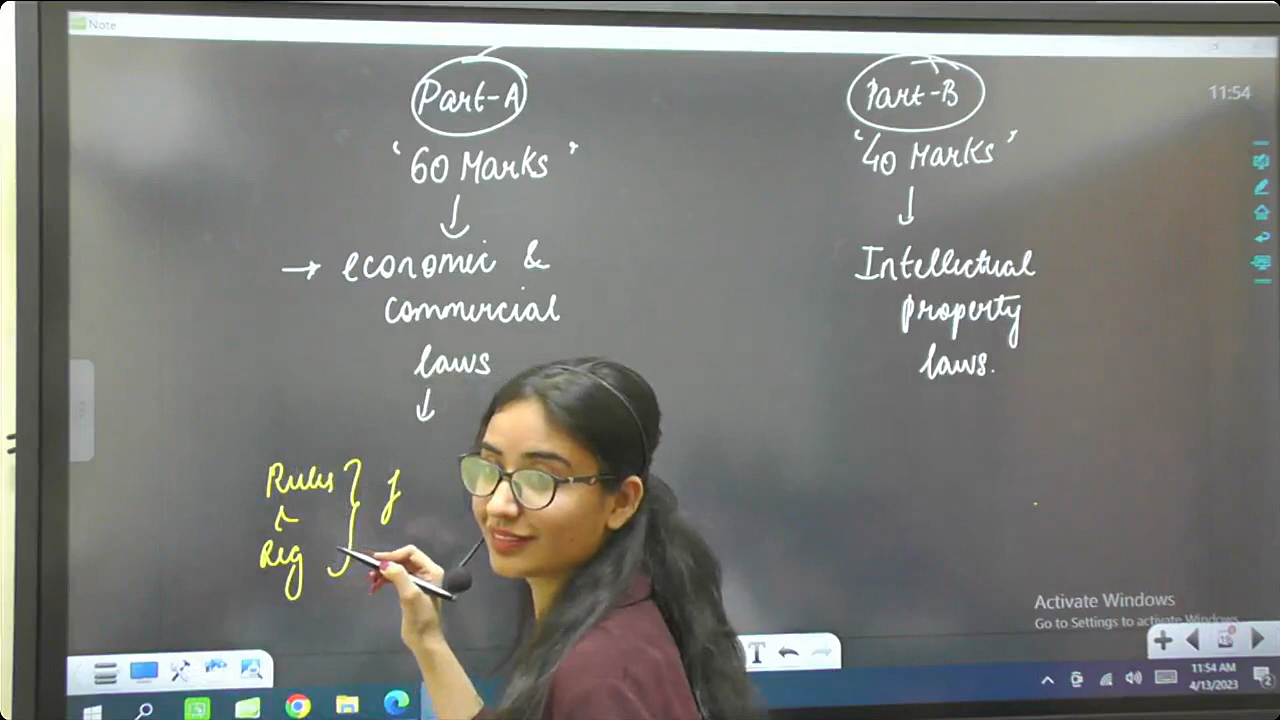 Note
Part-A
Part-B
11:54
'60 Marks'
'40 Marks'
→ economic &
commercial
laws
Intellectual
property
laws.
Rules
Reg
Activate Windows
Go to Settings to activate Windows.
T
11:54 AM
4/13/2023
2